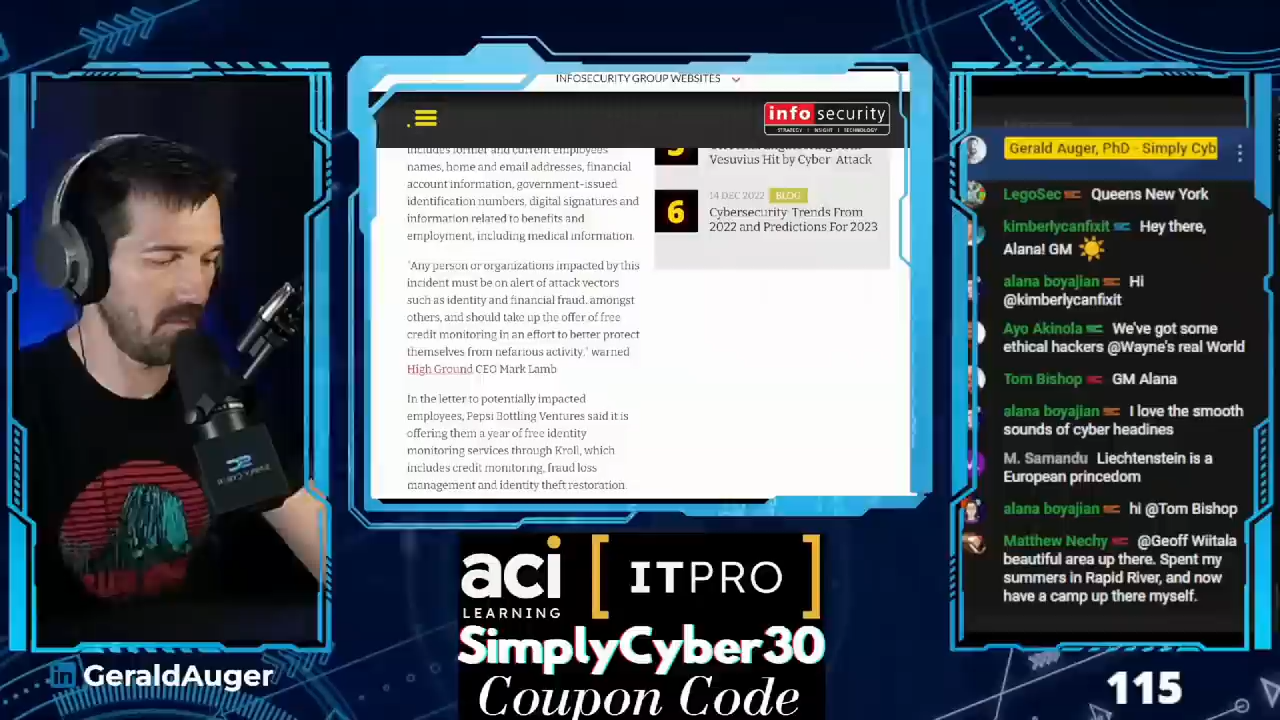 INFOSECURITY GROUP WEBSITES
info security
STRATEGY | INSIGHT | TECHNOLOGY
includes former and current employees
names, home and email addresses, financial
account information, government-issued
identification numbers, digital signatures and
information related to benefits and
employment, including medical information.
"Any person or organizations impacted by this
incident must be on alert of attack vectors
such as identity and financial fraud, amongst
others, and should take up the offer of free
credit monitoring in an effort to better protect
themselves from nefarious activity," warned
High Ground CEO Mark Lamb
In the letter to potentially impacted
employees, Pepsi Bottling Ventures said it is
offering them a year of free identity
monitoring services through Kroll, which
includes credit monitoring, fraud loss
management and identity theft restoration.
Vesuvius Hit by Cyber-Attack
6
14 DEC 2022 BLOG
Cybersecurity Trends From
2022 and Predictions For 2023
Gerald Auger, PhD - Simply Cyb
LegoSec Queens New York
kimberlycanfixit Hey there,
Alana! GM
alana boyajian Hi
@kimberlycanfixit
Ayo Akinola We've got some
ethical hackers @Wayne's real World
Tom Bishop GM Alana
alana boyajian I love the smooth
sounds of cyber headines
M. Samandu Liechtenstein is a
European princedom
alana boyajian hi @Tom Bishop
Matthew Nechy @Geoff Wiitala
beautiful area up there. Spent my
summers in Rapid River, and now
have a camp up there myself.
aci
LEARNING
[ITPRO]
SimplyCyber30
Coupon Code
in GeraldAuger
115